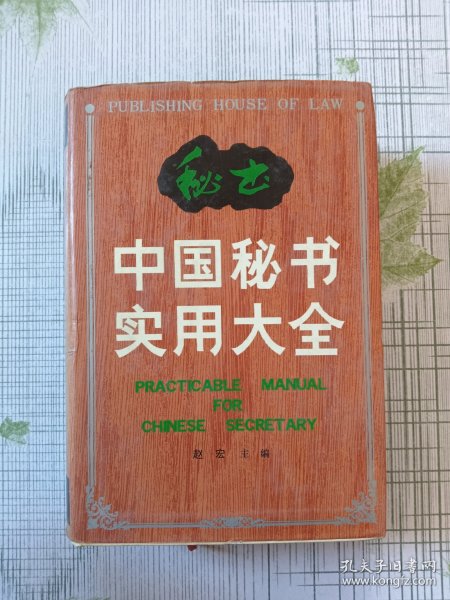 PUBLISHING HOUSE OF LAW
秘书
中国秘书
实用大全
PRACTICABLE MANUAL
FOR
CHINESE SECRETARY
赵宏 主编
孔夫子旧书网
www.kongfz.com